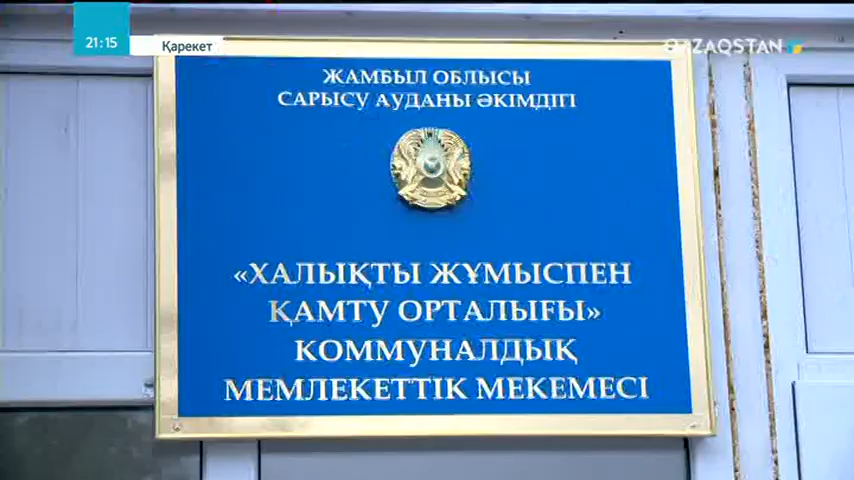 21:15
Қарекет
QAZAQSTAN
ЖАМБЫЛ ОБЛЫСЫ
САРЫСУ АУДАНЫ ӘКІМДІГІ
«ХАЛЫҚТЫ ЖҰМЫСПЕН
ҚАМТУ ОРТАЛЫҒЫ»
КОММУНАЛДЫҚ
МЕМЛЕКЕТТІК МЕКЕМЕСІ